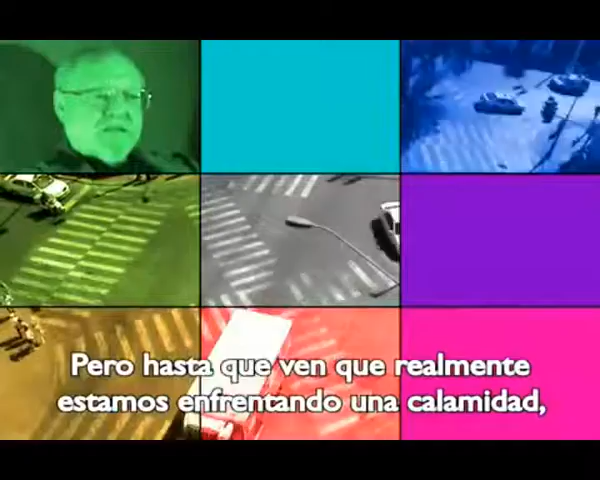 Pero hasta que ven que realmente
estamos enfrentando una calamidad,